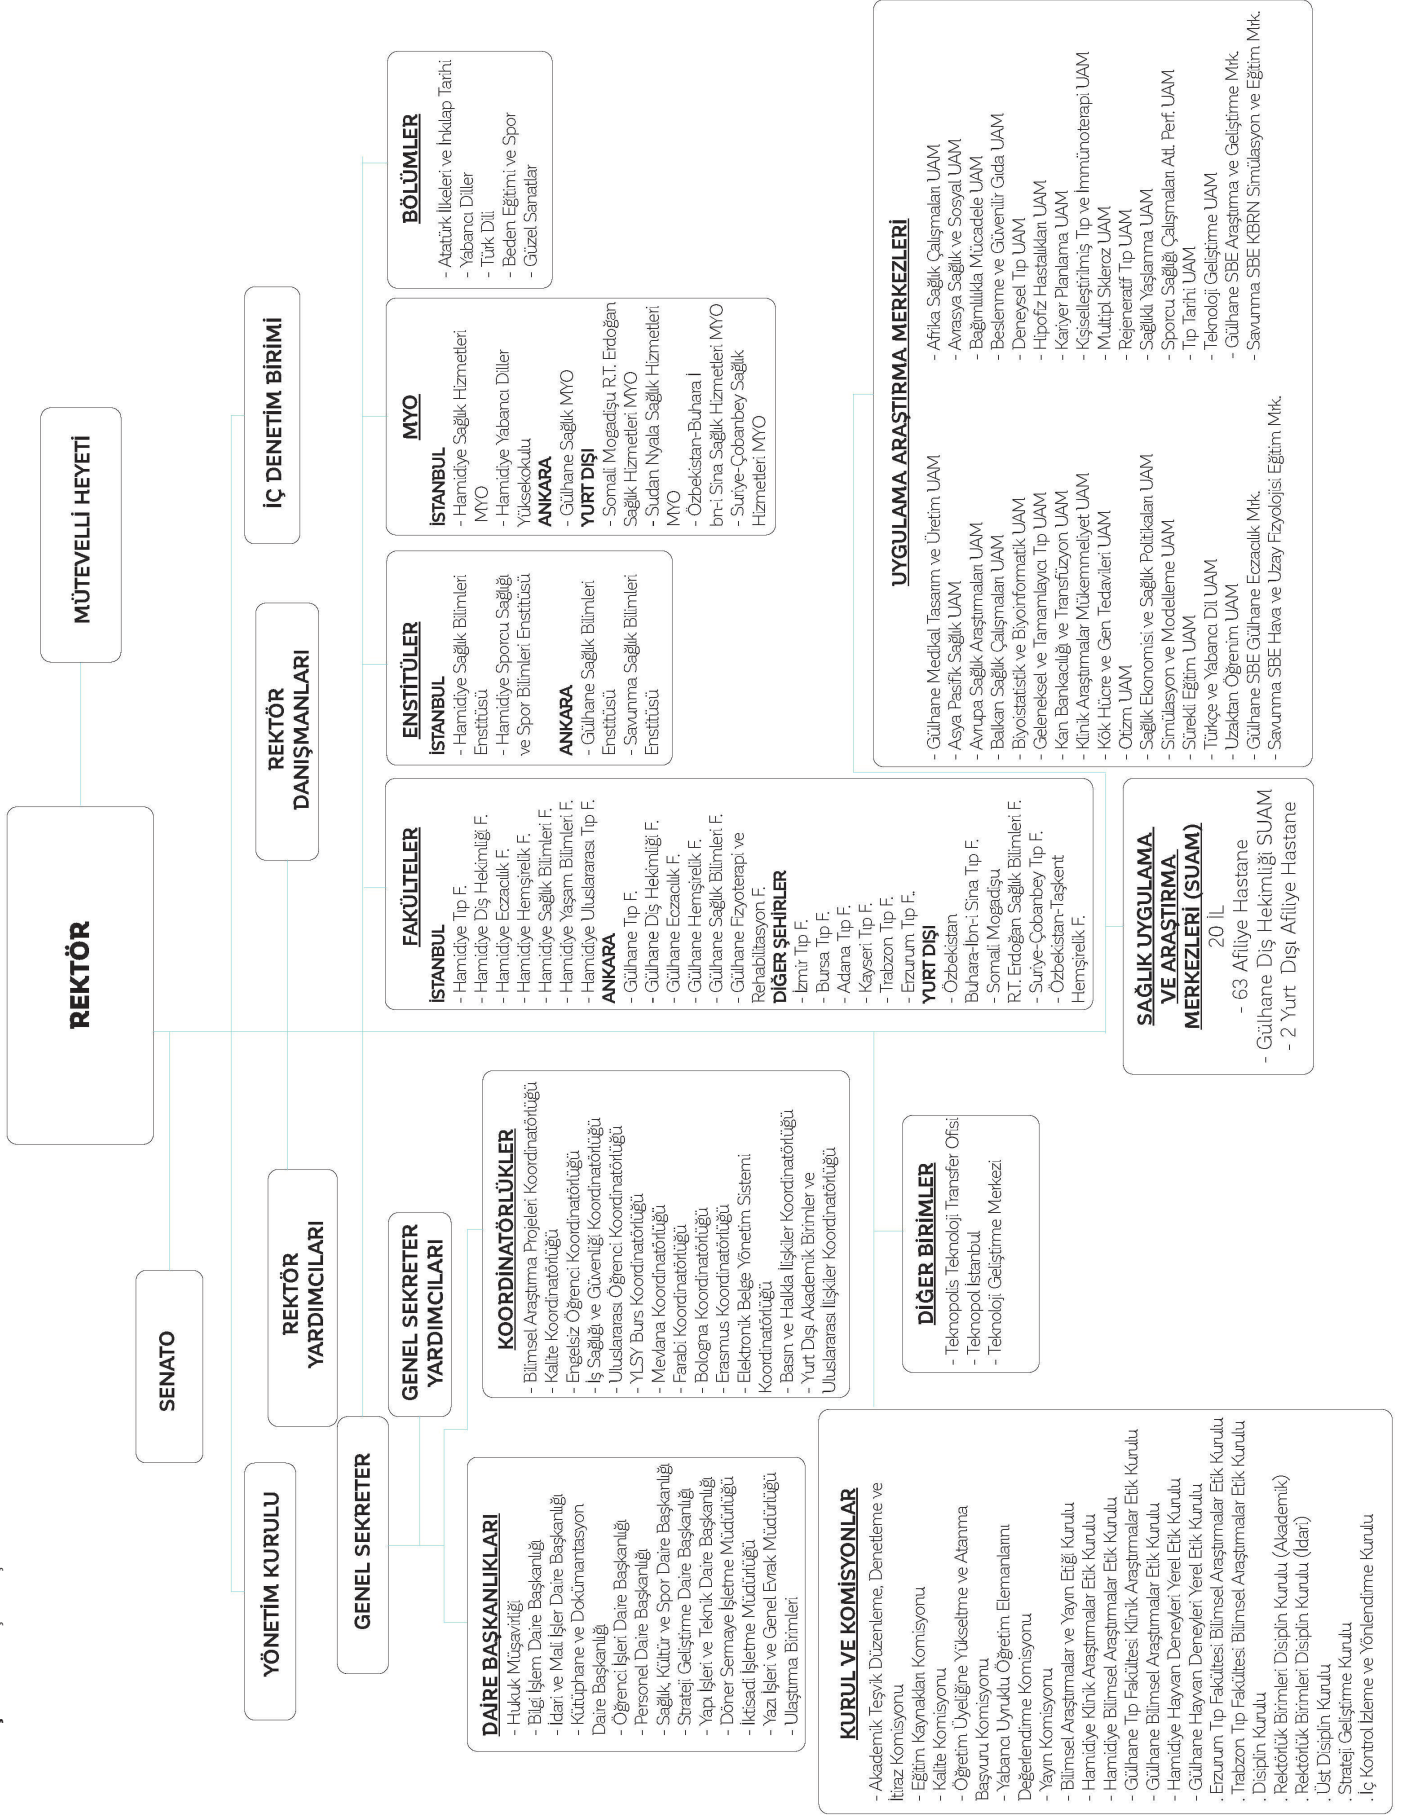 REKTÖR
MÜTEVELLİ HEYETİ
SENATO
YÖNETİM KURULU
İÇ DENETİM BİRİMİ
REKTÖR
YARDIMCILARI
REKTÖR
DANIŞMANLARI
GENEL SEKRETER
GENEL SEKRETER
YARDIMCILARI
DAİRE BAŞKANLIKLARI
- Hukuk Müşavirliği
- Bilgi İşlem Daire Başkanlığı
- İdari ve Mali İşler Daire Başkanlığı
- Kütüphane ve Dokümantasyon
Daire Başkanlığı
- Öğrenci İşleri Daire Başkanlığı
- Personel Daire Başkanlığı
- Sağlık, Kültür ve Spor Daire Başkanlığı
- Strateji Geliştirme Daire Başkanlığı
- Yapı İşleri ve Teknik Daire Başkanlığı
- Döner Sermaye İşletme Müdürlüğü
- İktisadi İşletme Müdürlüğü
- Yazı İşleri ve Genel Evrak Müdürlüğü
- Ulaştırma Birimleri
KOORDİNATÖRLÜKLER
- Bilimsel Araştırma Projeleri Koordinatörlüğü
- Kalite Koordinatörlüğü
- Engelsiz Öğrenci Koordinatörlüğü
- İş Sağlığı ve Güvenliği Koordinatörlüğü
- Uluslararası Öğrenci Koordinatörlüğü
- YLSY Burs Koordinatörlüğü
- Mevlana Koordinatörlüğü
- Farabi Koordinatörlüğü
- Bologna Koordinatörlüğü
- Erasmus Koordinatörlüğü
- Elektronik Belge Yönetim Sistemi
Koordinatörlüğü
- Basın ve Halkla İlişkiler Koordinatörlüğü
- Yurt Dışı Akademik Birimler ve
Uluslararası İlişkiler Koordinatörlüğü
FAKÜLTELER
İSTANBUL
- Hamidiye Tıp F.
- Hamidiye Diş Hekimliği F.
- Hamidiye Eczacılık F.
- Hamidiye Hemşirelik F.
- Hamidiye Sağlık Bilimleri F.
- Hamidiye Yaşam Bilimleri F.
- Hamidiye Uluslararası Tıp F.
ANKARA
- Gülhane Tıp F.
- Gülhane Diş Hekimliği F.
- Gülhane Eczacılık F.
- Gülhane Hemşirelik F.
- Gülhane Sağlık Bilimleri F.
- Gülhane Fizyoterapi ve
Rehabilitasyon F.
DİĞER ŞEHİRLER
- İzmir Tıp F.
- Bursa Tıp F.
- Adana Tıp F.
- Kayseri Tıp F.
- Trabzon Tıp F.
- Erzurum Tıp F..
YURT DIŞI
- Özbekistan
Buhara-İbn-i Sina Tıp F.
- Somali Mogadişu
R.T. Erdoğan Sağlık Bilimleri F.
- Suriye-Çobanbey Tıp F.
- Özbekistan-Taşkent
Hemşirelik F.
ENSTİTÜLER
İSTANBUL
- Hamidiye Sağlık Bilimleri
Enstitüsü
- Hamidiye Sporcu Sağlığı
ve Spor Bilimleri Enstitüsü
ANKARA
- Gülhane Sağlık Bilimleri
Enstitüsü
- Savunma Sağlık Bilimleri
Enstitüsü
MYO
İSTANBUL
- Hamidiye Sağlık Hizmetleri
MYO
- Hamidiye Yabancı Diller
Yüksekokulu
ANKARA
- Gülhane Sağlık MYO
YURT DIŞI
- Somali Mogadişu R.T. Erdoğan
Sağlık Hizmetleri MYO
- Sudan Nyala Sağlık Hizmetleri
MYO
- Özbekistan-Buhara İ
bn-i Sina Sağlık Hizmetleri MYO
- Suriye-Çobanbey Sağlık
Hizmetleri MYO
BÖLÜMLER
- Atatürk İlkeleri ve İnkılap Tarihi
- Yabancı Diller
- Türk Dili
- Beden Eğitimi ve Spor
- Güzel Sanatlar
KURUL VE KOMİSYONLAR
- Akademik Teşvik Düzenleme, Denetleme ve
İtiraz Komisyonu
- Eğitim Kaynakları Komisyonu
- Kalite Komisyonu
- Öğretim Üyeliğine Yükseltme ve Atanma
Başvuru Komisyonu
- Yabancı Uyruklu Öğretim Elemanlarını
Değerlendirme Komisyonu
- Yayın Komisyonu
- Bilimsel Araştırmalar ve Yayın Etiği Kurulu
- Hamidiye Klinik Araştırmalar Etik Kurulu
- Hamidiye Bilimsel Araştırmalar Etik Kurulu
- Gülhane Tıp Fakültesi Klinik Araştırmalar Etik Kurulu
- Gülhane Bilimsel Araştırmalar Etik Kurulu
- Hamidiye Hayvan Deneyleri Yerel Etik Kurulu
- Gülhane Hayvan Deneyleri Yerel Etik Kurulu
. Erzurum Tıp Fakültesi Bilimsel Araştırmalar Etik Kurulu
. Trabzon Tıp Fakültesi Bilimsel Araştırmalar Etik Kurulu
. Disiplin Kurulu
. Rektörlük Birimleri Disiplin Kurulu (Akademik)
. Rektörlük Birimleri Disiplin Kurulu (İdari)
. Üst Disiplin Kurulu
. Strateji Geliştirme Kurulu
. İç Kontrol İzleme ve Yönlendirme Kurulu
DİĞER BİRİMLER
- Teknopolis Teknoloji Transfer Ofisi
- Teknopol İstanbul
- Teknoloji Geliştirme Merkezi
SAĞLIK UYGULAMA
VE ARAŞTIRMA
MERKEZLERİ (SUAM)
20 İL
- 63 Afiliye Hastane
- Gülhane Diş Hekimliği SUAM
- 2 Yurt Dışı Afiliye Hastane
UYGULAMA ARAŞTIRMA MERKEZLERİ
- Gülhane Medikal Tasarım ve Üretim UAM
- Asya Pasifik Sağlık UAM
- Avrupa Sağlık Araştırmaları UAM
- Balkan Sağlık Çalışmaları UAM
- Biyoistatistik ve Biyoinformatik UAM
- Geleneksel ve Tamamlayıcı Tıp UAM
- Kan Bankacılığı ve Transfüzyon UAM
- Klinik Araştırmalar Mükemmeliyet UAM
- Kök Hücre ve Gen Tedavileri UAM
- Otizm UAM
- Sağlık Ekonomisi ve Sağlık Politikaları UAM
- Simülasyon ve Modelleme UAM
- Sürekli Eğitim UAM
- Türkçe ve Yabancı Dil UAM
- Uzaktan Öğrenim UAM
- Gülhane SBE Gülhane Eczacılık Mrk.
- Savunma SBE Hava ve Uzay Fizyolojisi Eğitim Mrk.
- Afrika Sağlık Çalışmaları UAM
- Avrasya Sağlık ve Sosyal UAM
- Bağımlılıkla Mücadele UAM
- Beslenme ve Güvenilir Gıda UAM
- Deneysel Tıp UAM
- Hipofiz Hastalıkları UAM
- Kariyer Planlama UAM
- Kişiselleştirilmiş Tıp ve İmmünoterapi UAM
- Multipl Skleroz UAM
- Rejeneratif Tıp UAM
- Sağlıklı Yaşlanma UAM
- Sporcu Sağlığı Çalışmaları Atl. Perf. UAM
- Tıp Tarihi UAM
- Teknoloji Geliştirme UAM
- Gülhane SBE Araştırma ve Geliştirme Mrk.
- Savunma SBE KBRN Simülasyon ve Eğitim Mrk.